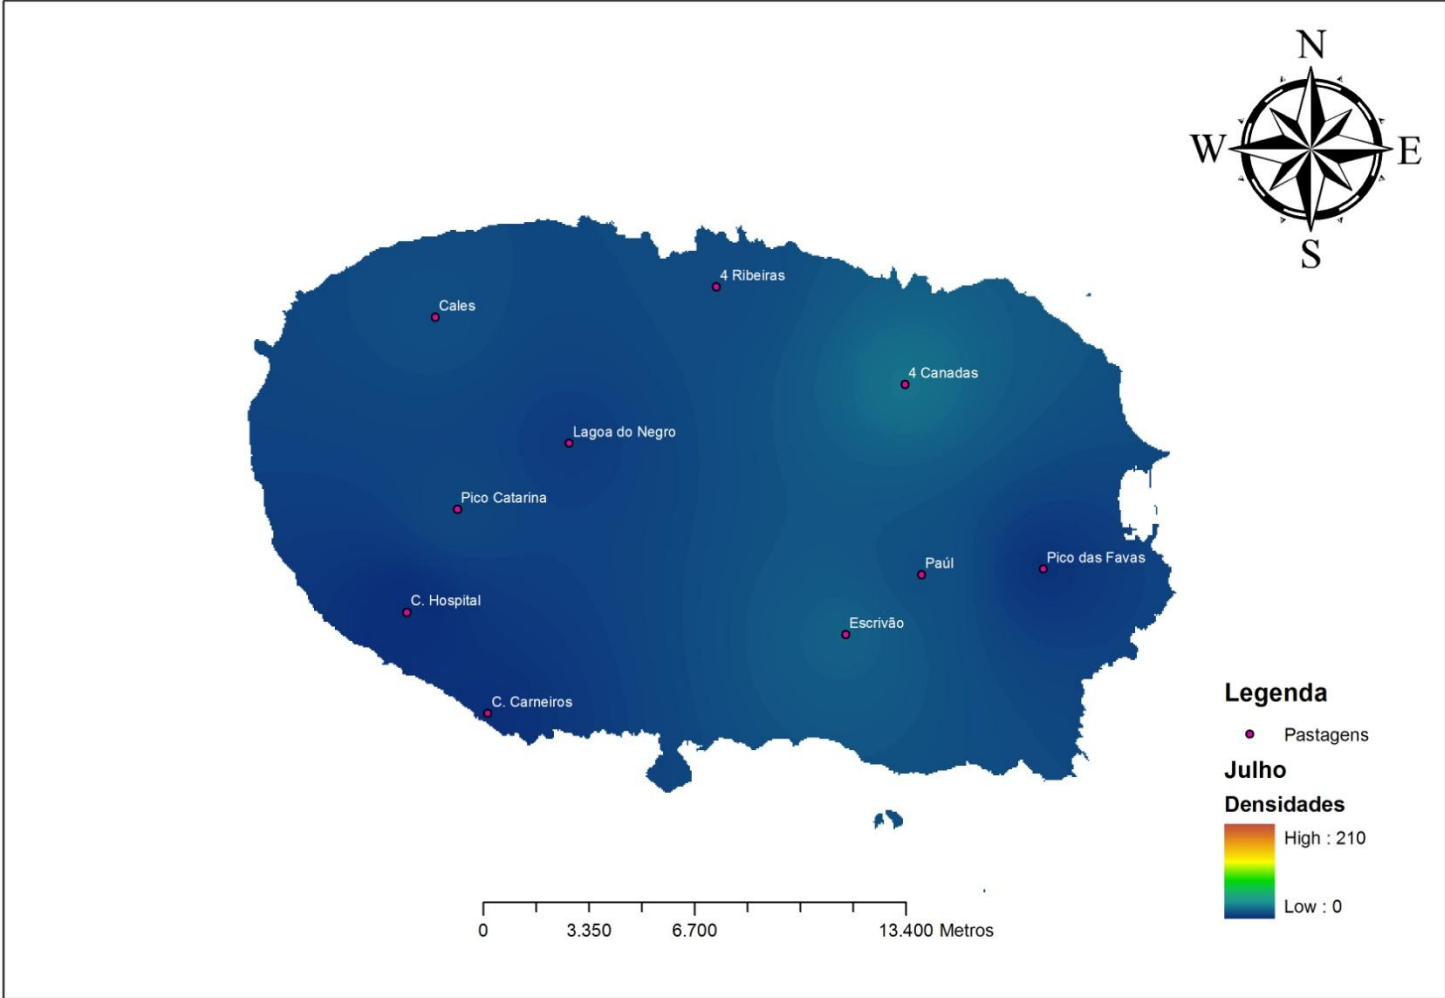 N
W E
S
4 Ribeiras
Cales
4 Canadas
Lagoa do Negro
Pico Catarina
Pico das Favas
Paúl
C. Hospital
Escrivão
C. Carneiros
Legenda
Pastagens
Julho
Densidades
High : 210
Low : 0
0 3.350 6.700 13.400 Metros